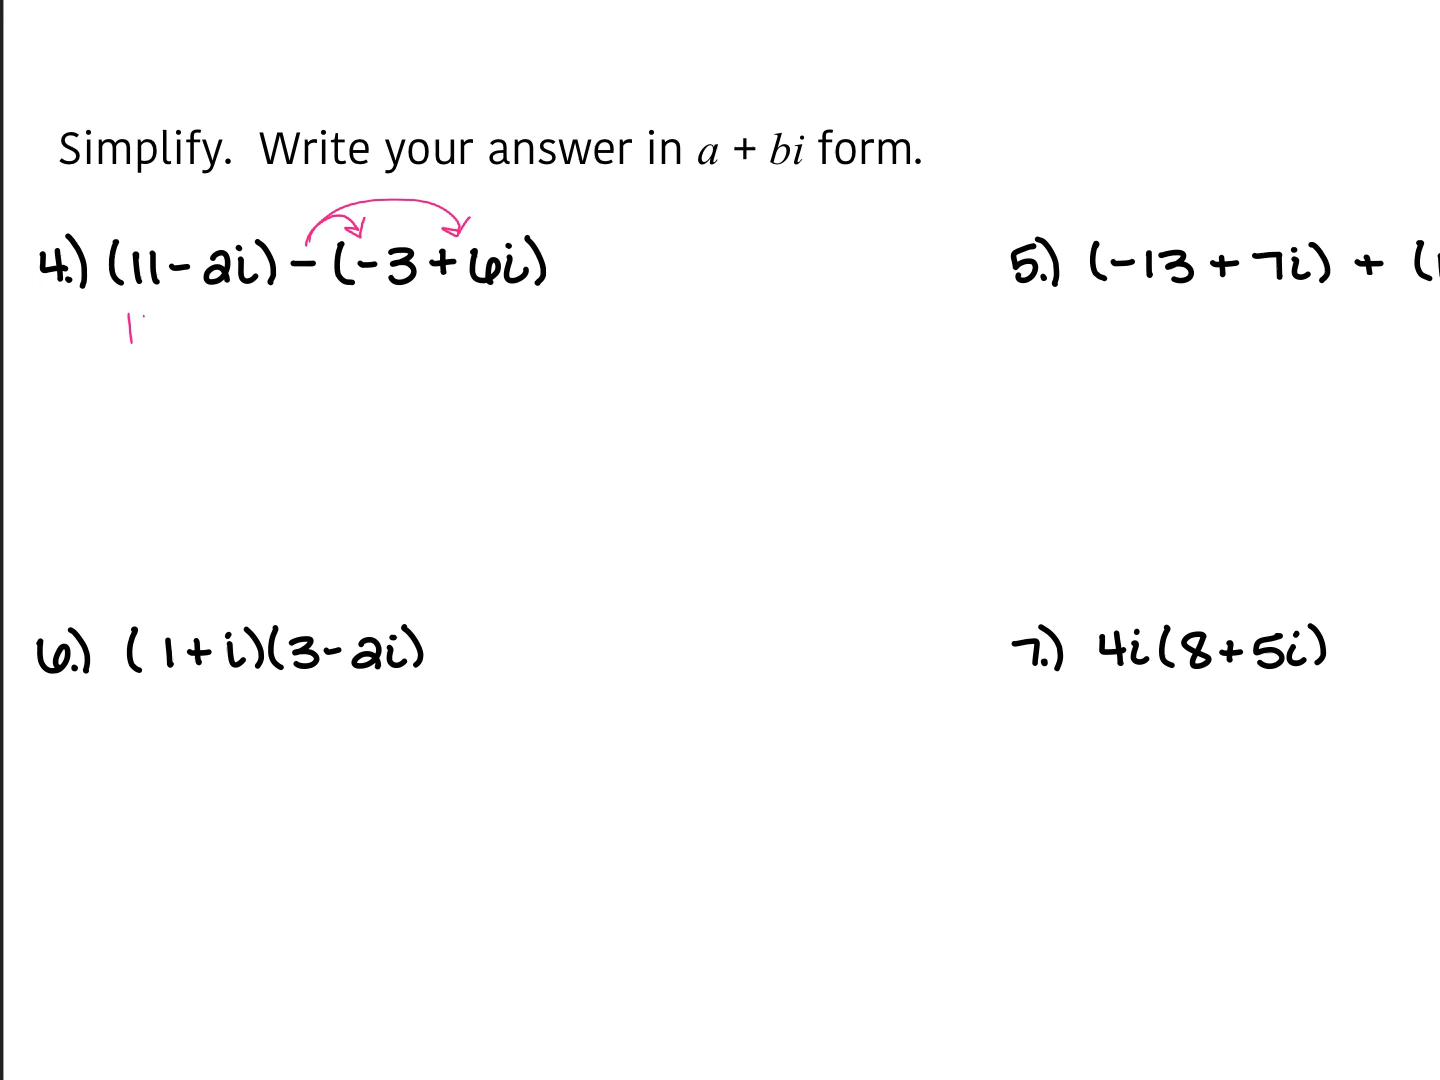 Simplify. Write your answer in a + bi form.
4.) (11 - 2i) - (-3 + 6i)
5.) (-13 + 7i) + (
1
6.) (1 + i)(3 - 2i)
7.) 4i(8 + 5i)